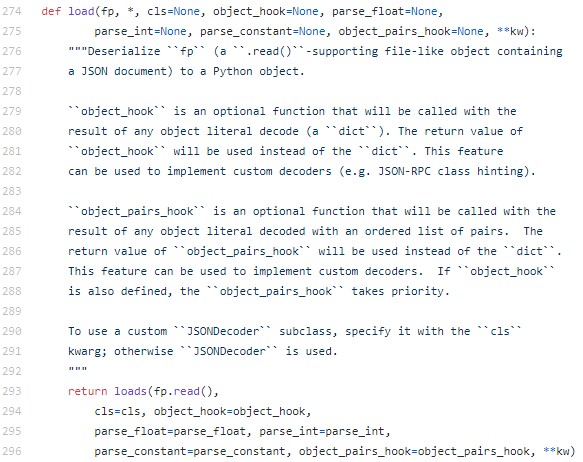 274 def load(fp, *, cls=None, object_hook=None, parse_float=None,
275         parse_int=None, parse_constant=None, object_pairs_hook=None, **kw):
276     """Deserialize ``fp`` (a ``.read()``-supporting file-like object containing
277     a JSON document) to a Python object.
278
279     ``object_hook`` is an optional function that will be called with the
280     result of any object literal decode (a ``dict``). The return value of
281     ``object_hook`` will be used instead of the ``dict``. This feature
282     can be used to implement custom decoders (e.g. JSON-RPC class hinting).
283
284     ``object_pairs_hook`` is an optional function that will be called with the
285     result of any object literal decoded with an ordered list of pairs.  The
286     return value of ``object_pairs_hook`` will be used instead of the ``dict``.
287     This feature can be used to implement custom decoders.  If ``object_hook``
288     is also defined, the ``object_pairs_hook`` takes priority.
289
290     To use a custom ``JSONDecoder`` subclass, specify it with the ``cls``
291     kwarg; otherwise ``JSONDecoder`` is used.
292     """
293     return loads(fp.read(),
294         cls=cls, object_hook=object_hook,
295         parse_float=parse_float, parse_int=parse_int,
296         parse_constant=parse_constant, object_pairs_hook=object_pairs_hook, **kw)